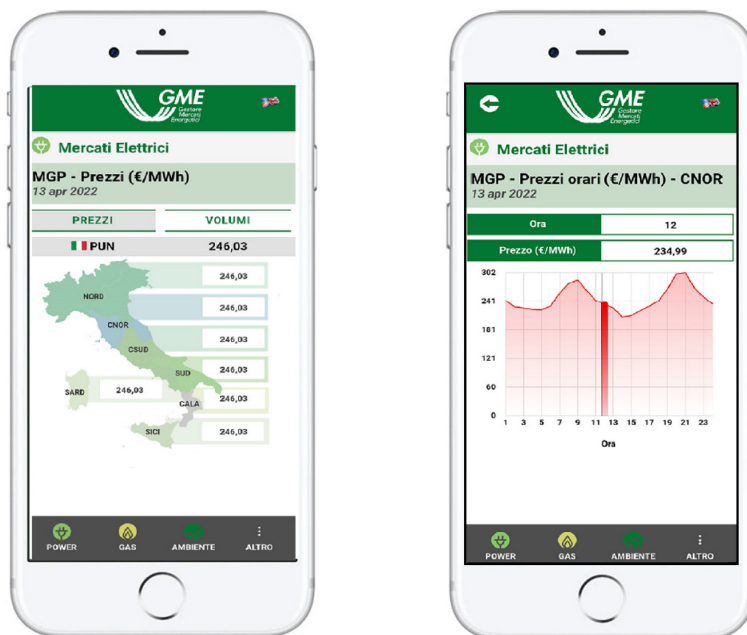 GME
Gestore
Mercati
Energetici
Mercati Elettrici
MGP - Prezzi (€/MWh)
13 apr 2022
PREZZI VOLUMI
PUN 246,03
246,03
NORD
246,03
CNOR
246,03
CSUD
246,03
SUD
SARD 246,03
CALA 246,03
SICI 246,03
POWER GAS AMBIENTE ALTRO
GME
Gestore
Mercati
Energetici
Mercati Elettrici
MGP - Prezzi orari (€/MWh) - CNOR
13 apr 2022
Ora 12
Prezzo (€/MWh) 234,99
302
241
181
121
60
0
1 3 5 7 9 11 13 15 17 19 21 23
Ora
POWER GAS AMBIENTE ALTRO